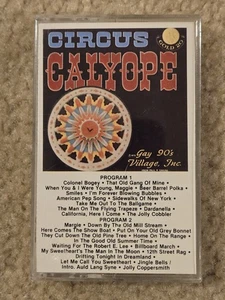 GOLD 20
CIRCUS
CALYOPE
...Gay 90's
Village, Inc.
PROGRAM 1
Colonel Bogey • That Old Gang Of Mine •
When You & I Were Young, Maggie • Beer Barrel Polka •
Smiles • I'm Forever Blowing Bubbles •
American Pep Song • Sidewalks Of New York •
Take Me Out To The Ballgame •
The Man On The Flying Trapeze • Dardanella •
California, Here I Come • The Jolly Cobbler
PROGRAM 2
Margie • Down By The Old Mill Stream •
Here Comes The Show Boat • Put On Your Old Grey Bonnet
They Cut Down The Old Pine Tree • Home On The Range •
In The Good Old Summer Time •
Waiting For The Robert E. Lee • Billboard March •
My Sweetheart's The Man In The Moon • 12th Street Rag •
Drifting Tonight In Dreamland •
Let Me Call You Sweetheart • Jingle Bells /
Intro. Auld Lang Syne • Jolly Coppersmith